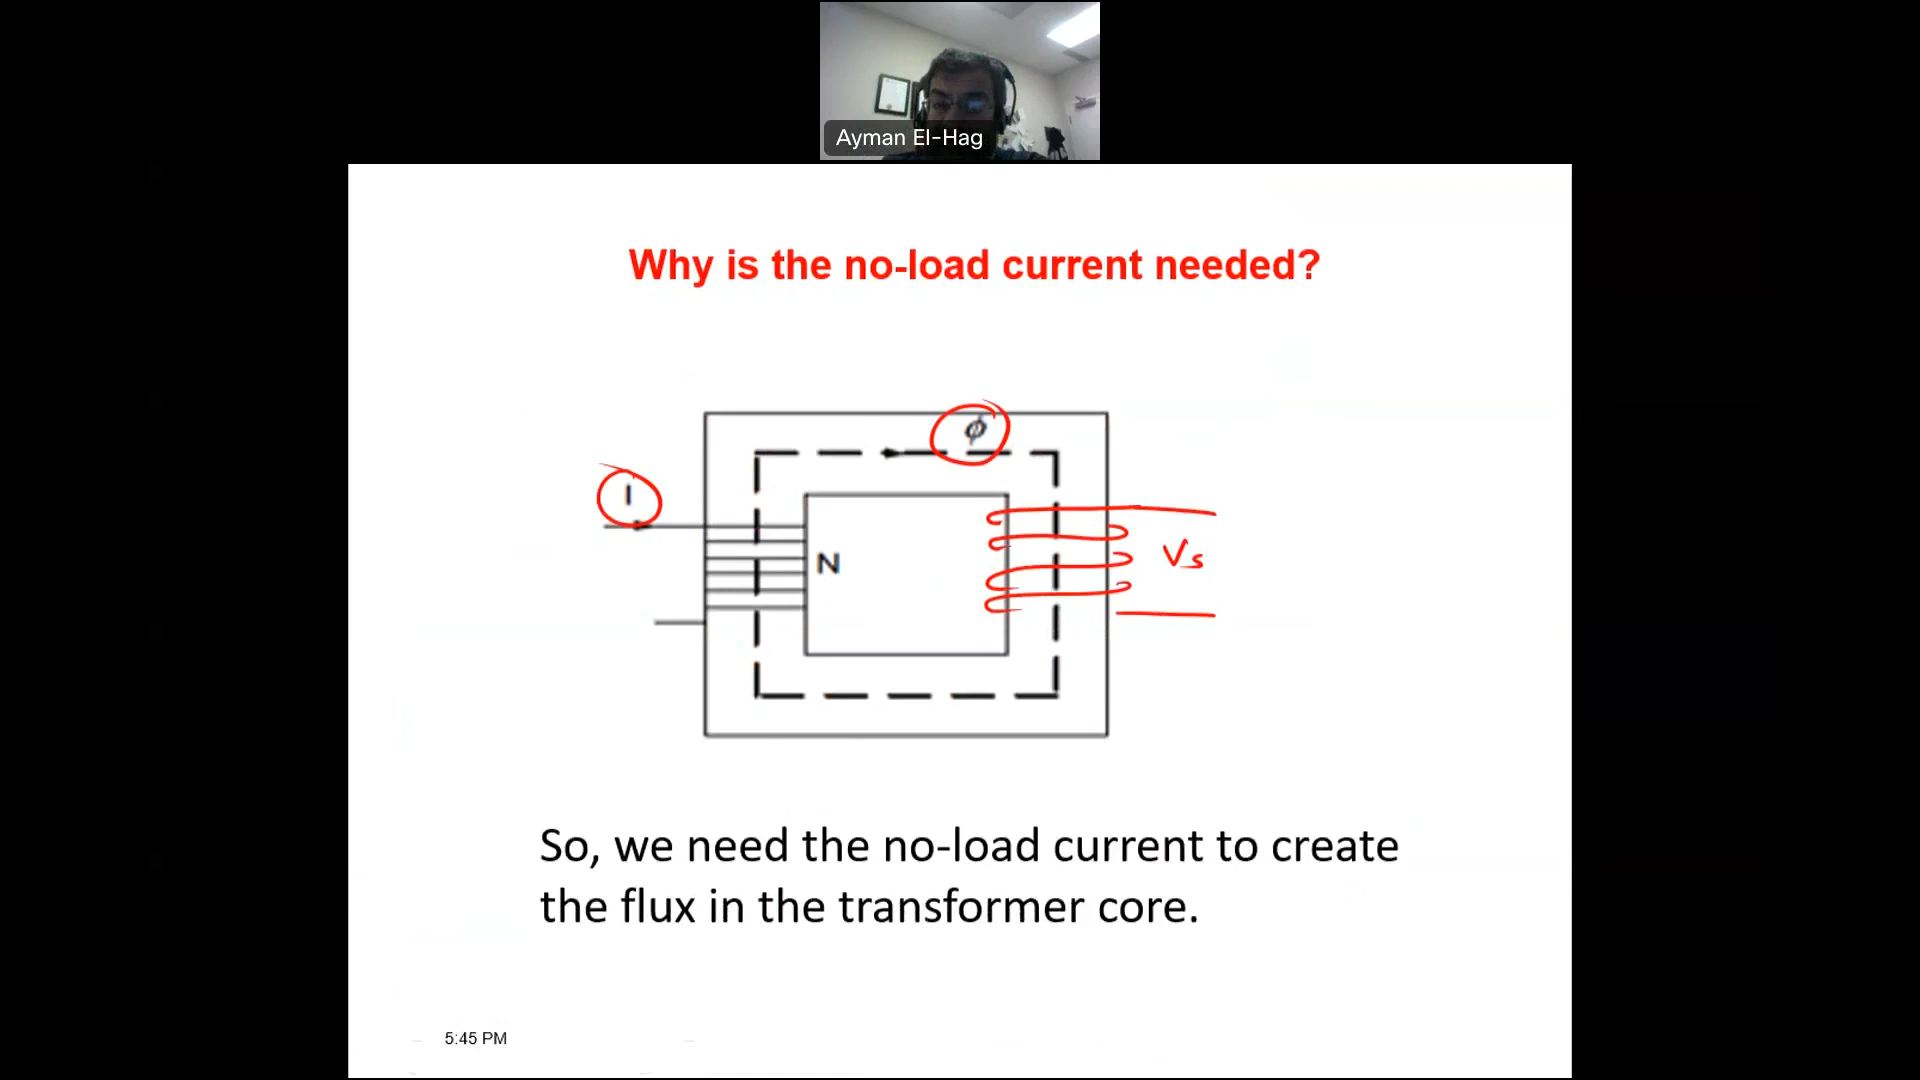 Ayman El-Hag
Why is the no-load current needed?
ϕ
I
N
Vs
So, we need the no-load current to create
the flux in the transformer core.
5:45 PM